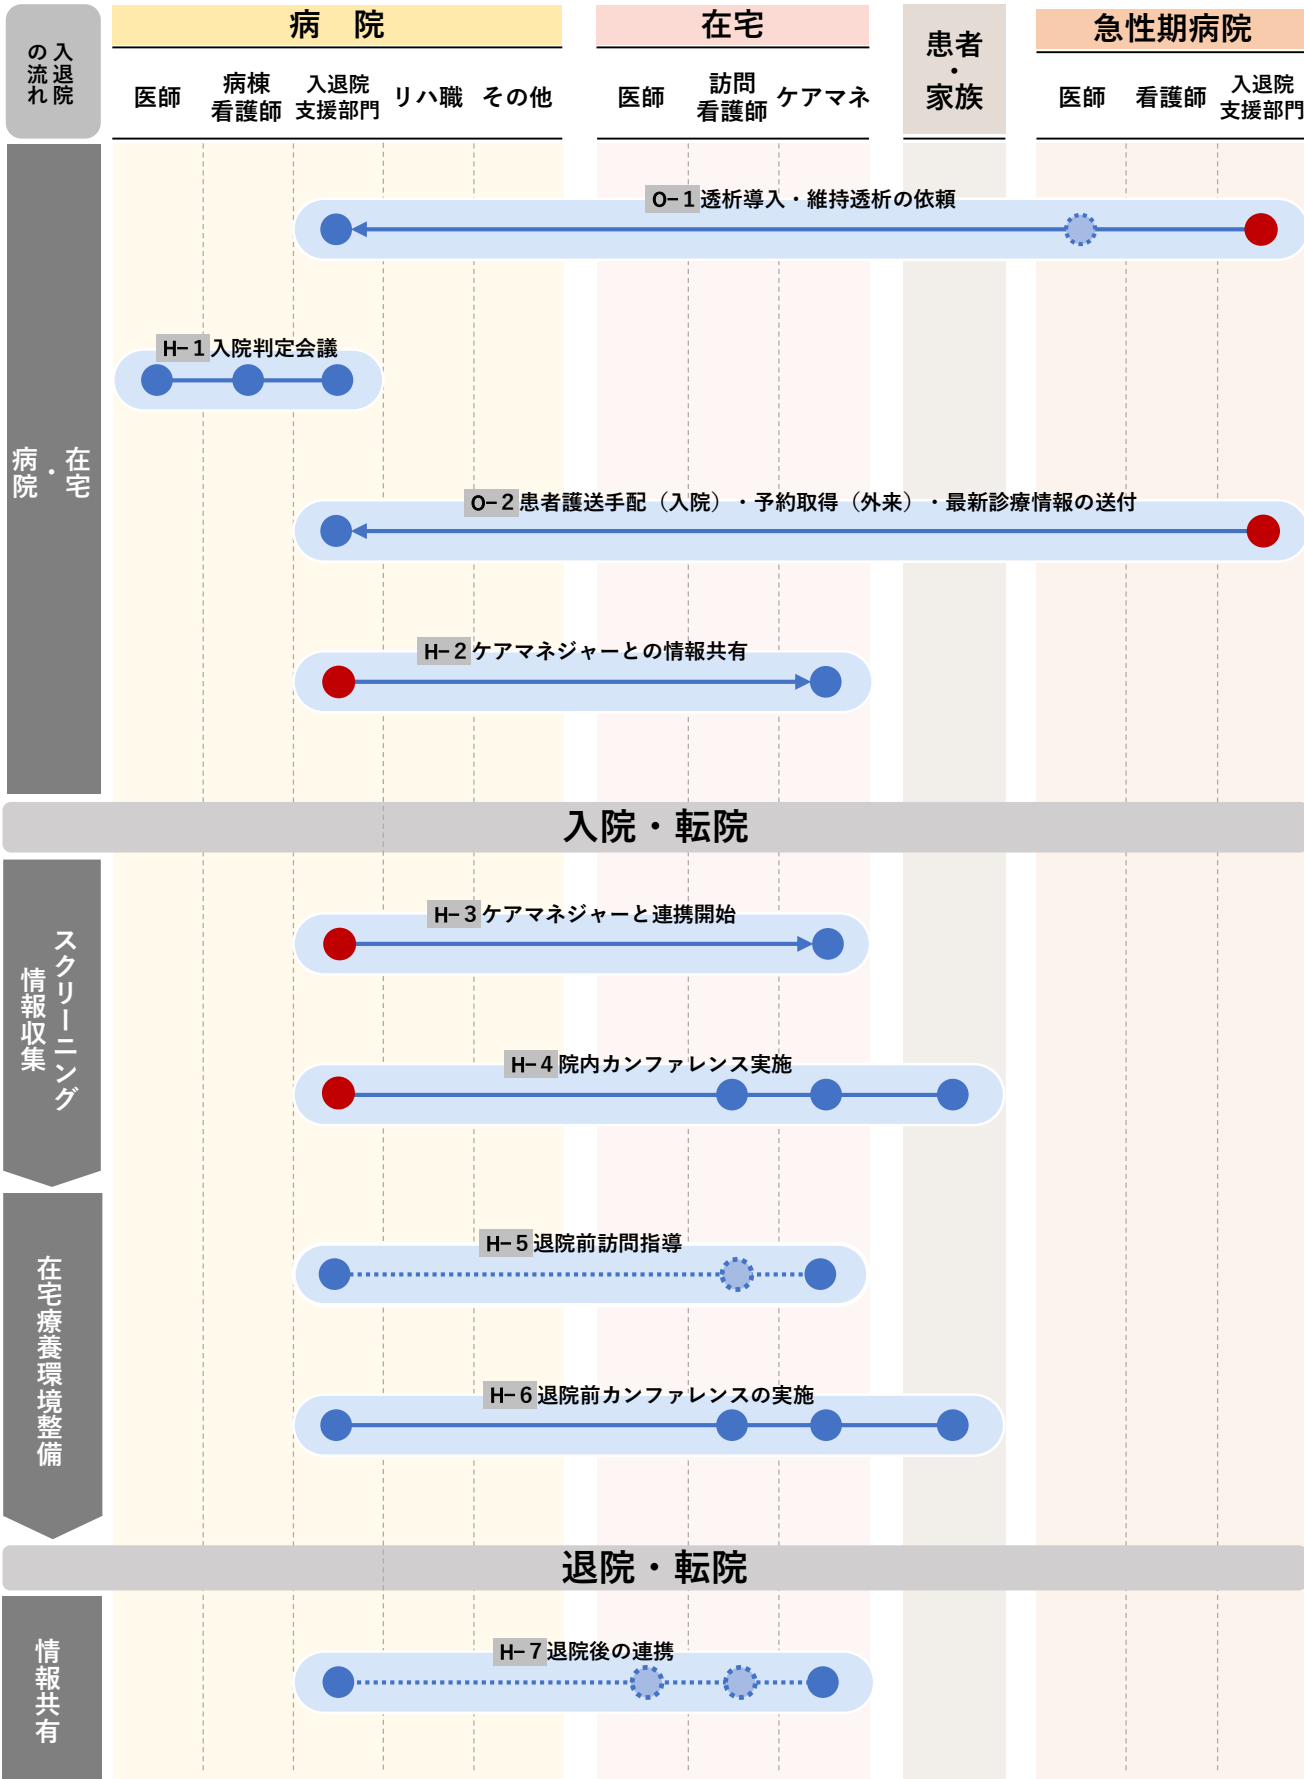 入退院
の流れ
病　院
在宅
患者
・
家族
急性期病院
医師
病棟
看護師
入退院
支援部門
リハ職
その他
医師
訪問
看護師
ケアマネ
医師
看護師
入退院
支援部門
在宅
・
病院
O−1 透析導入・維持透析の依頼
H−1 入院判定会議
O−2 患者護送手配（入院）・予約取得（外来）・最新診療情報の送付
H−2 ケアマネジャーとの情報共有
入院・転院
スクリーニング
情報収集
H−3 ケアマネジャーと連携開始
H−4 院内カンファレンス実施
在宅療養環境整備
H−5 退院前訪問指導
H−6 退院前カンファレンスの実施
退院・転院
情報共有
H−7 退院後の連携